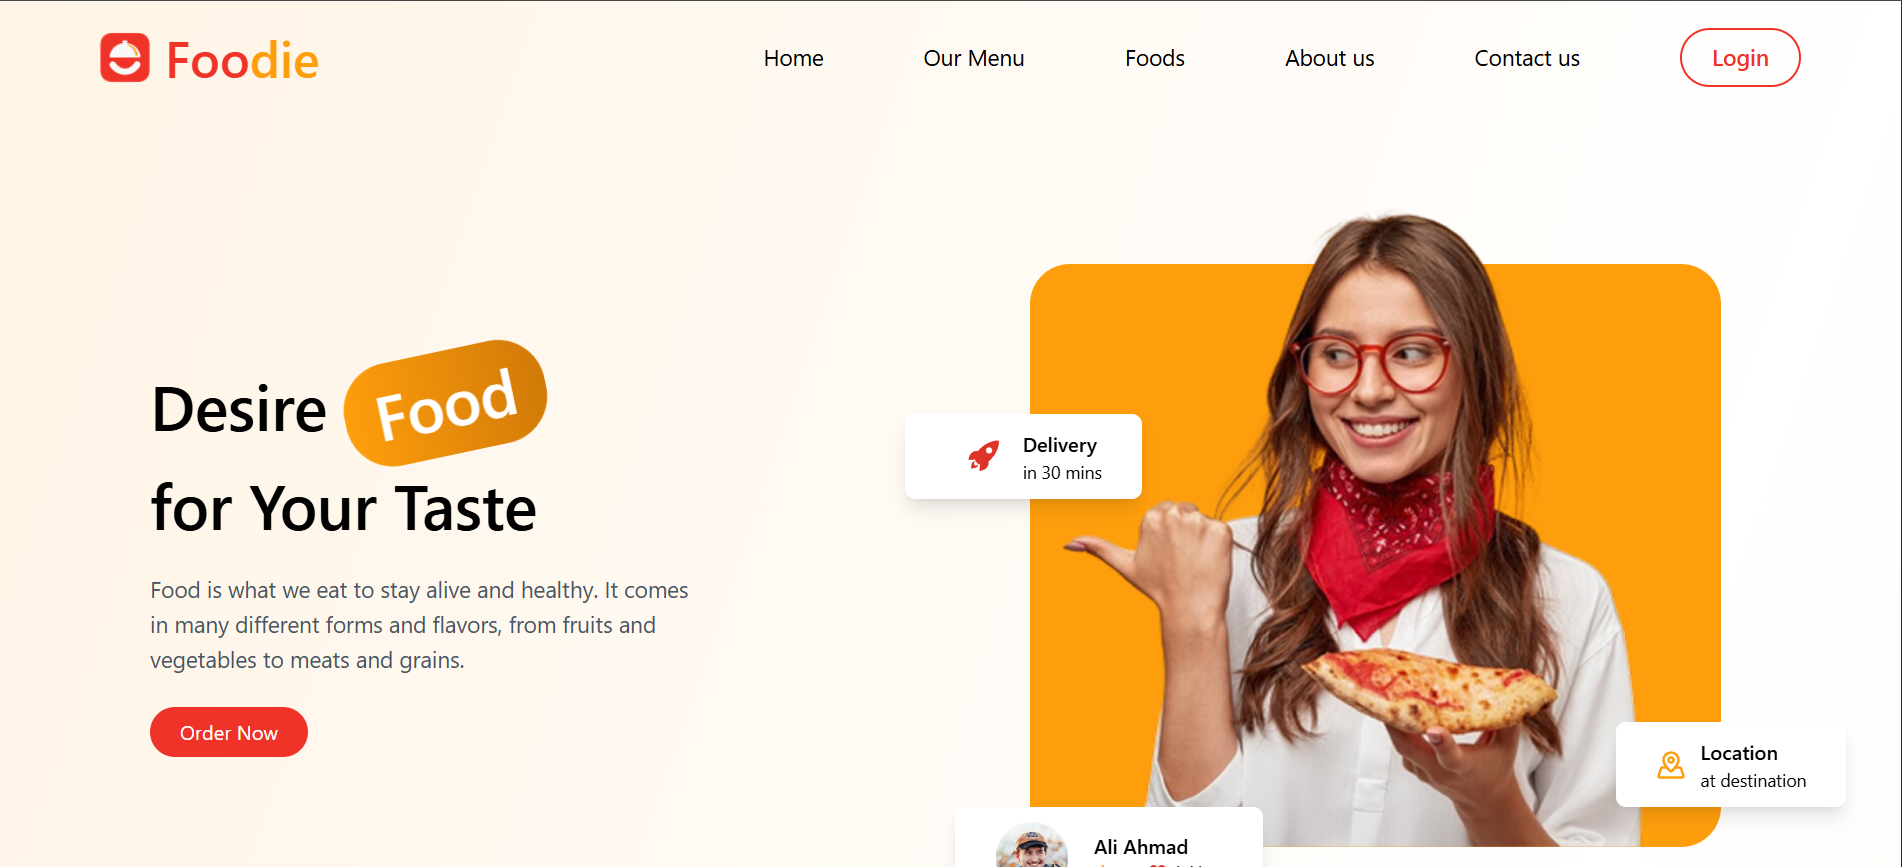 Foodie
Home
Our Menu
Foods
About us
Contact us
Login
Desire Food
for Your Taste
Food is what we eat to stay alive and healthy. It comes
in many different forms and flavors, from fruits and
vegetables to meats and grains.
Order Now
Delivery
in 30 mins
Location
at destination
Ali Ahmad